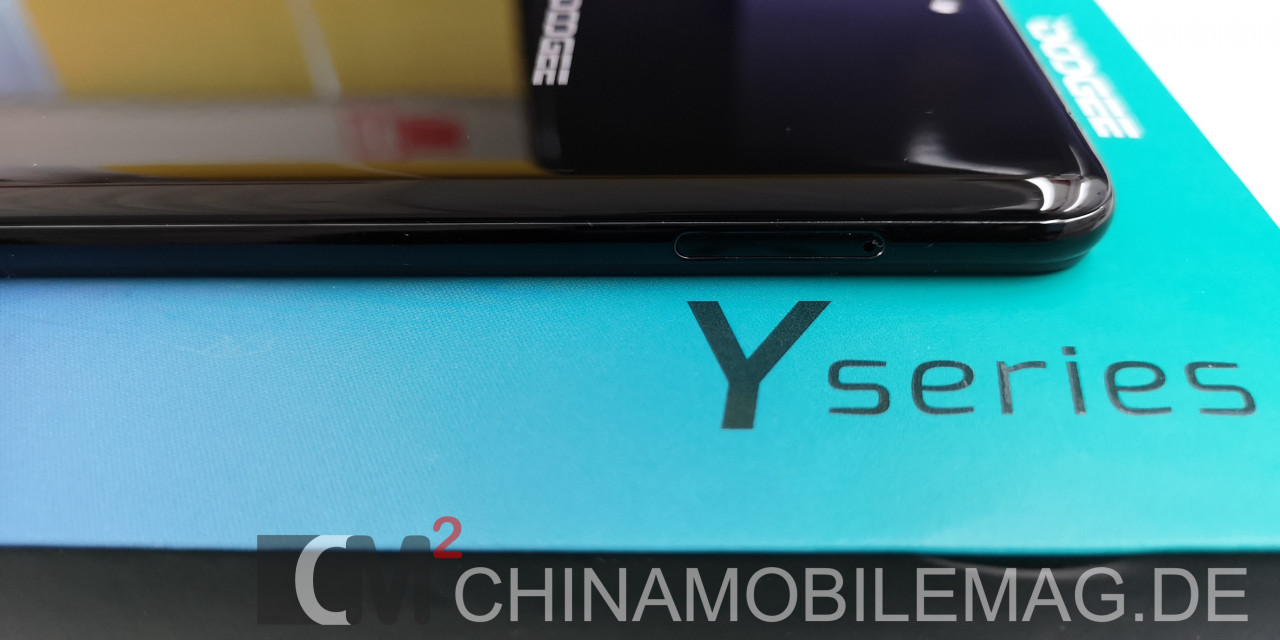 DOOGEE
DOOGEE
Y series
CM2
CHINAMOBILEMAG.DE